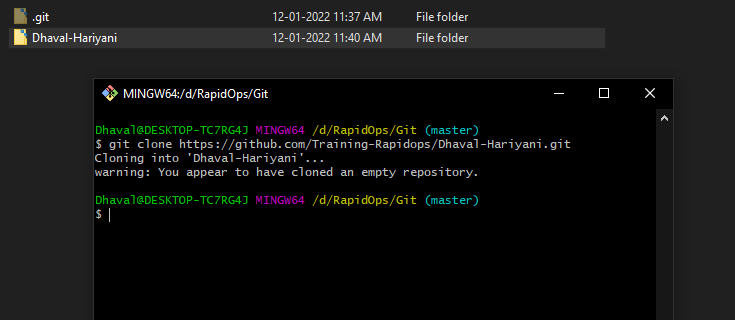 .git 12-01-2022 11:37 AM File folder
Dhaval-Hariyani 12-01-2022 11:40 AM File folder
MINGW64:/d/RapidOps/Git
Dhaval@DESKTOP-TC7RG4J MINGW64 /d/RapidOps/Git (master)
$ git clone https://github.com/Training-Rapidops/Dhaval-Hariyani.git
Cloning into 'Dhaval-Hariyani'...
warning: You appear to have cloned an empty repository.
Dhaval@DESKTOP-TC7RG4J MINGW64 /d/RapidOps/Git (master)
$